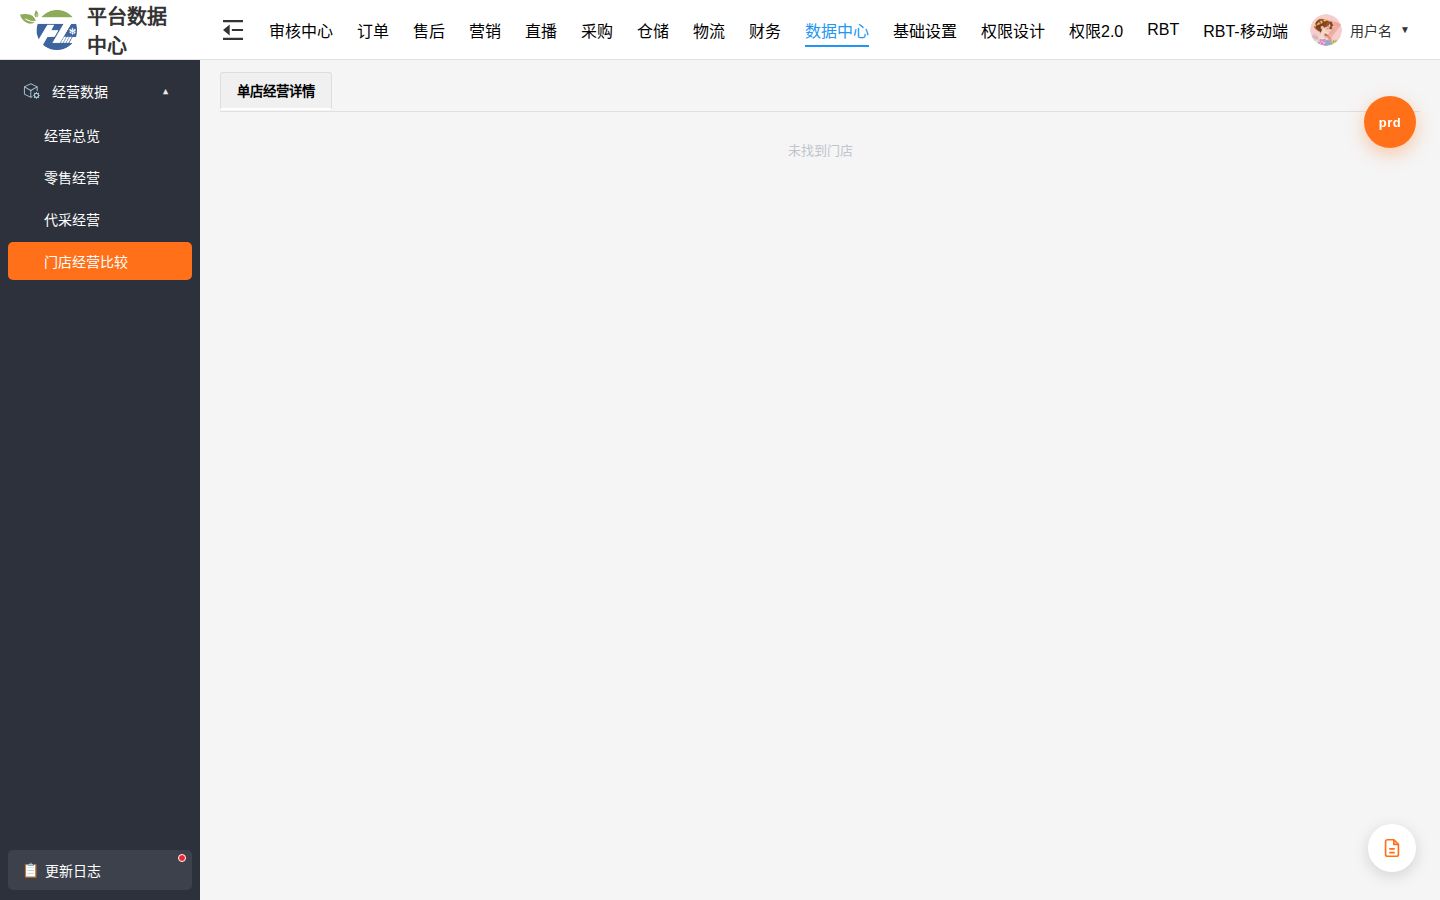 平台数据
中心
审核中心 订单 售后 营销 直播 采购 仓储 物流 财务 数据中心 基础设置 权限设计 权限2.0 RBT RBT-移动端 用户名 ▼
经营数据 ▲
经营总览
零售经营
代采经营
门店经营比较
更新日志
单店经营详情
prd
未找到门店